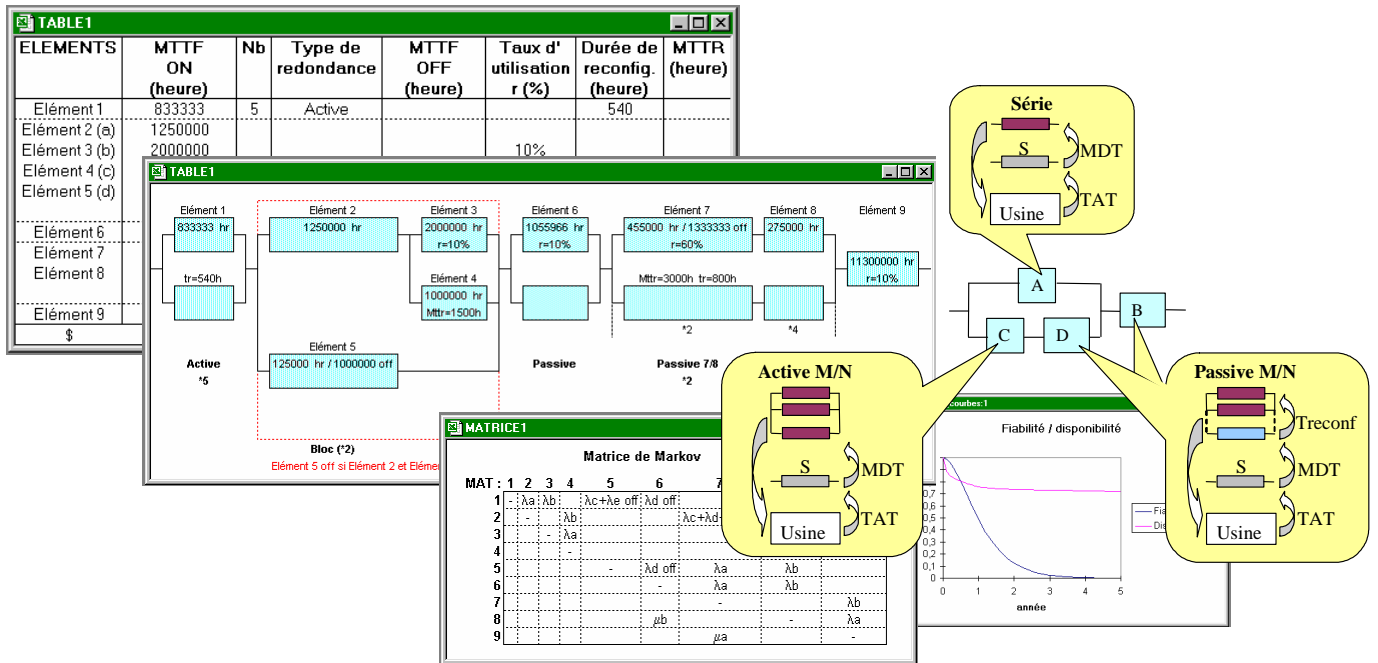 TABLE1
ELEMENTS MTTF ON (heure) Nb Type de redondance MTTF OFF (heure) Taux d' utilisation r (%) Durée de reconfig. (heure) MTTR (heure)
Elément 1 833333 5 Active 540
Elément 2 (a) 1250000
Elément 3 (b) 2000000 10%
Elément 4 (c)
Elément 5 (d)
Elément 6
Elément 7
Elément 8
Elément 9
$
TABLE1
Elément 1 Elément 2 Elément 3 Elément 6 Elément 7 Elément 8 Elément 9
833333 hr 1250000 hr 2000000 hr 1055966 hr 455000 hr / 1333333 off 275000 hr
r=10% r=10% r=60%
11300000 hr
r=10%
tr=540h Elément 4 Mttr=3000h tr=800h
1000000 hr
Mttr=1500h
*2 *4
Elément 5
125000 hr / 1000000 off
Active Passive Passive 7/8
*5 *2
Bloc (*2)
Elément 5 off si Elément 2 et
MATRICE1
Matrice de Markov
MAT : 1 2 3 4 5 6 7
1 - λa λb λc+λe off λd off
2 - λb λc+λd
3 - λa
4 -
5 - λd off λa λb
6 - λa λb
7 - λb
8 μb - λa
9 μa -
Série
S
MDT
Usine
TAT
A
B
C
D
Active M/N
S
MDT
Usine
TAT
Passive M/N
Treconf
S
MDT
Usine
TAT
courbes:1
Fiabilité / disponibilité
0,7
0,6
0,5
0,4
0,3
0,2
0,1
0
0 1 2 3 4 5
année